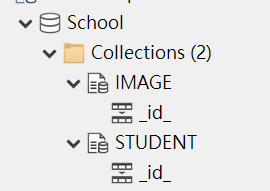 School
Collections (2)
IMAGE
_id_
STUDENT
_id_